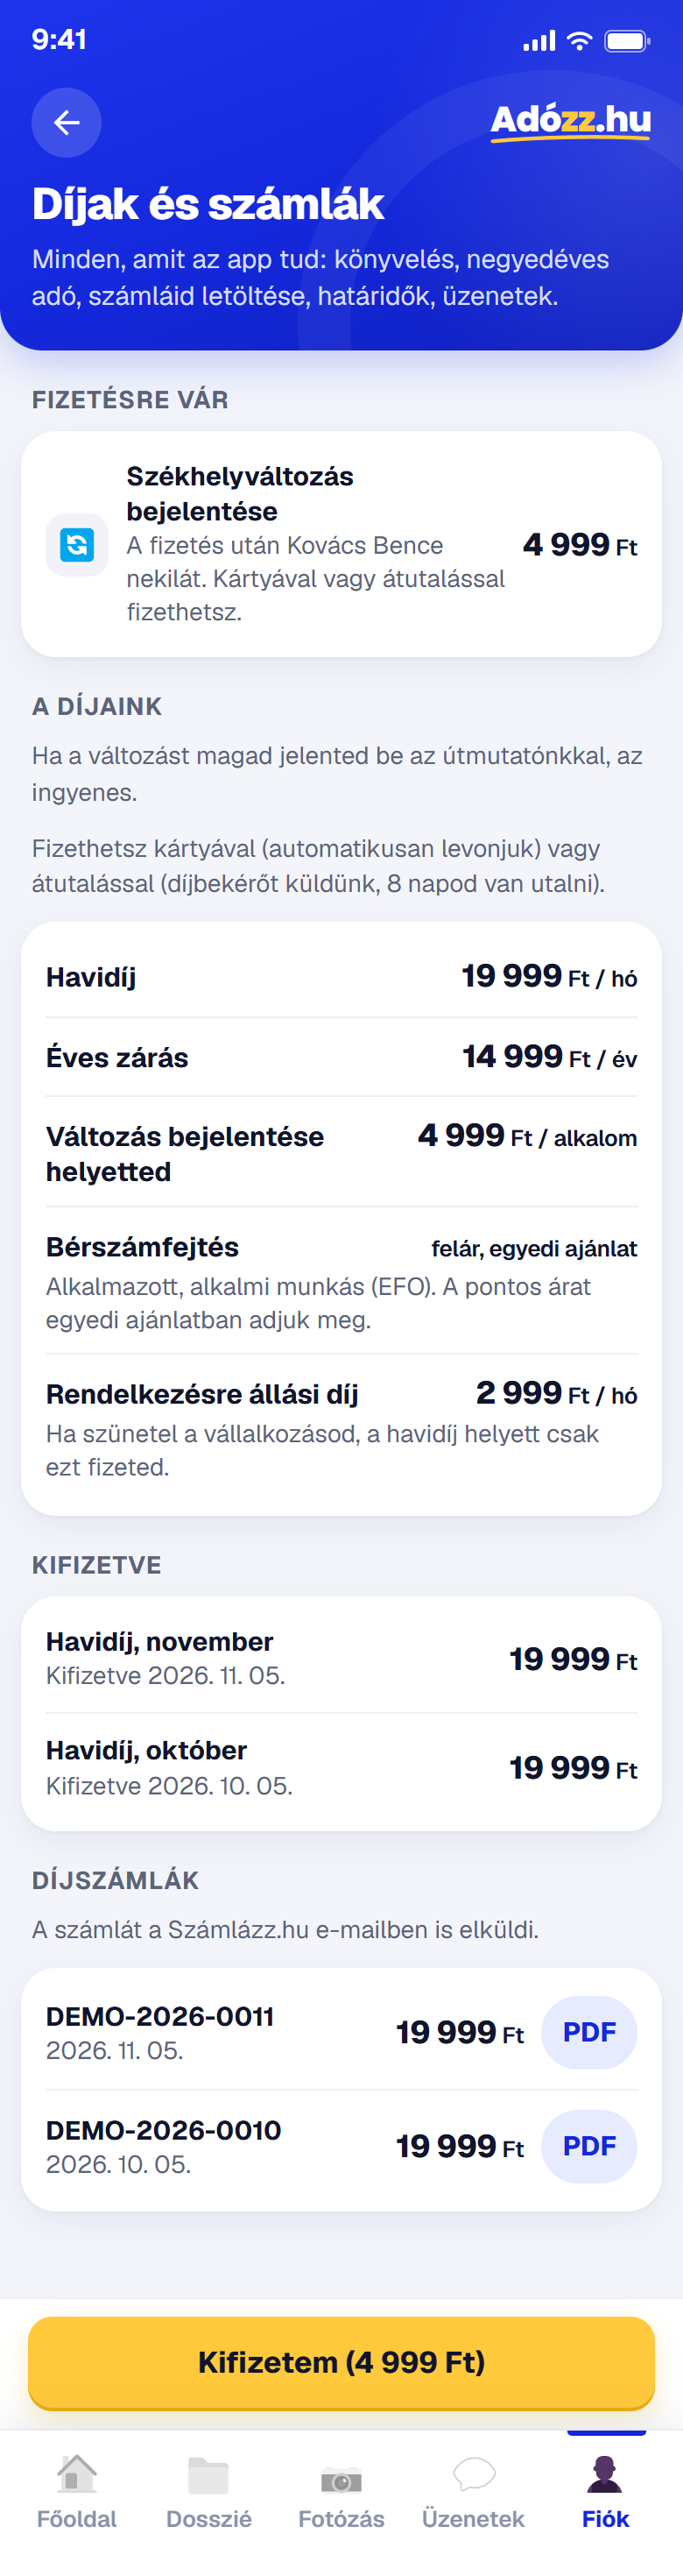 9:41
Adózz.hu
Díjak és számlák
Minden, amit az app tud: könyvelés, negyedéves
adó, számláid letöltése, határidők, üzenetek.
FIZETÉSRE VÁR
Székhelyváltozás
bejelentése
A fizetés után Kovács Bence
nekilát. Kártyával vagy átutalással
fizethetsz.
4 999 Ft
A DÍJAINK
Ha a változást magad jelented be az útmutatónkkal, az
ingyenes.
Fizethetsz kártyával (automatikusan levonjuk) vagy
átutalással (díjbekérőt küldünk, 8 napod van utalni).
Havidíj 19 999 Ft / hó
Éves zárás 14 999 Ft / év
Változás bejelentése 4 999 Ft / alkalom
helyetted
Bérszámfejtés felár, egyedi ajánlat
Alkalmazott, alkalmi munkás (EFO). A pontos árat
egyedi ajánlatban adjuk meg.
Rendelkezésre állási díj 2 999 Ft / hó
Ha szünetel a vállalkozásod, a havidíj helyett csak
ezt fizeted.
KIFIZETVE
Havidíj, november
Kifizetve 2026. 11. 05.
19 999 Ft
Havidíj, október
Kifizetve 2026. 10. 05.
19 999 Ft
DÍJSZÁMLÁK
A számlát a Számlázz.hu e-mailben is elküldi.
DEMO-2026-0011
2026. 11. 05.
19 999 Ft PDF
DEMO-2026-0010
2026. 10. 05.
19 999 Ft PDF
Kifizetem (4 999 Ft)
Főoldal Dosszié Fotózás Üzenetek Fiók